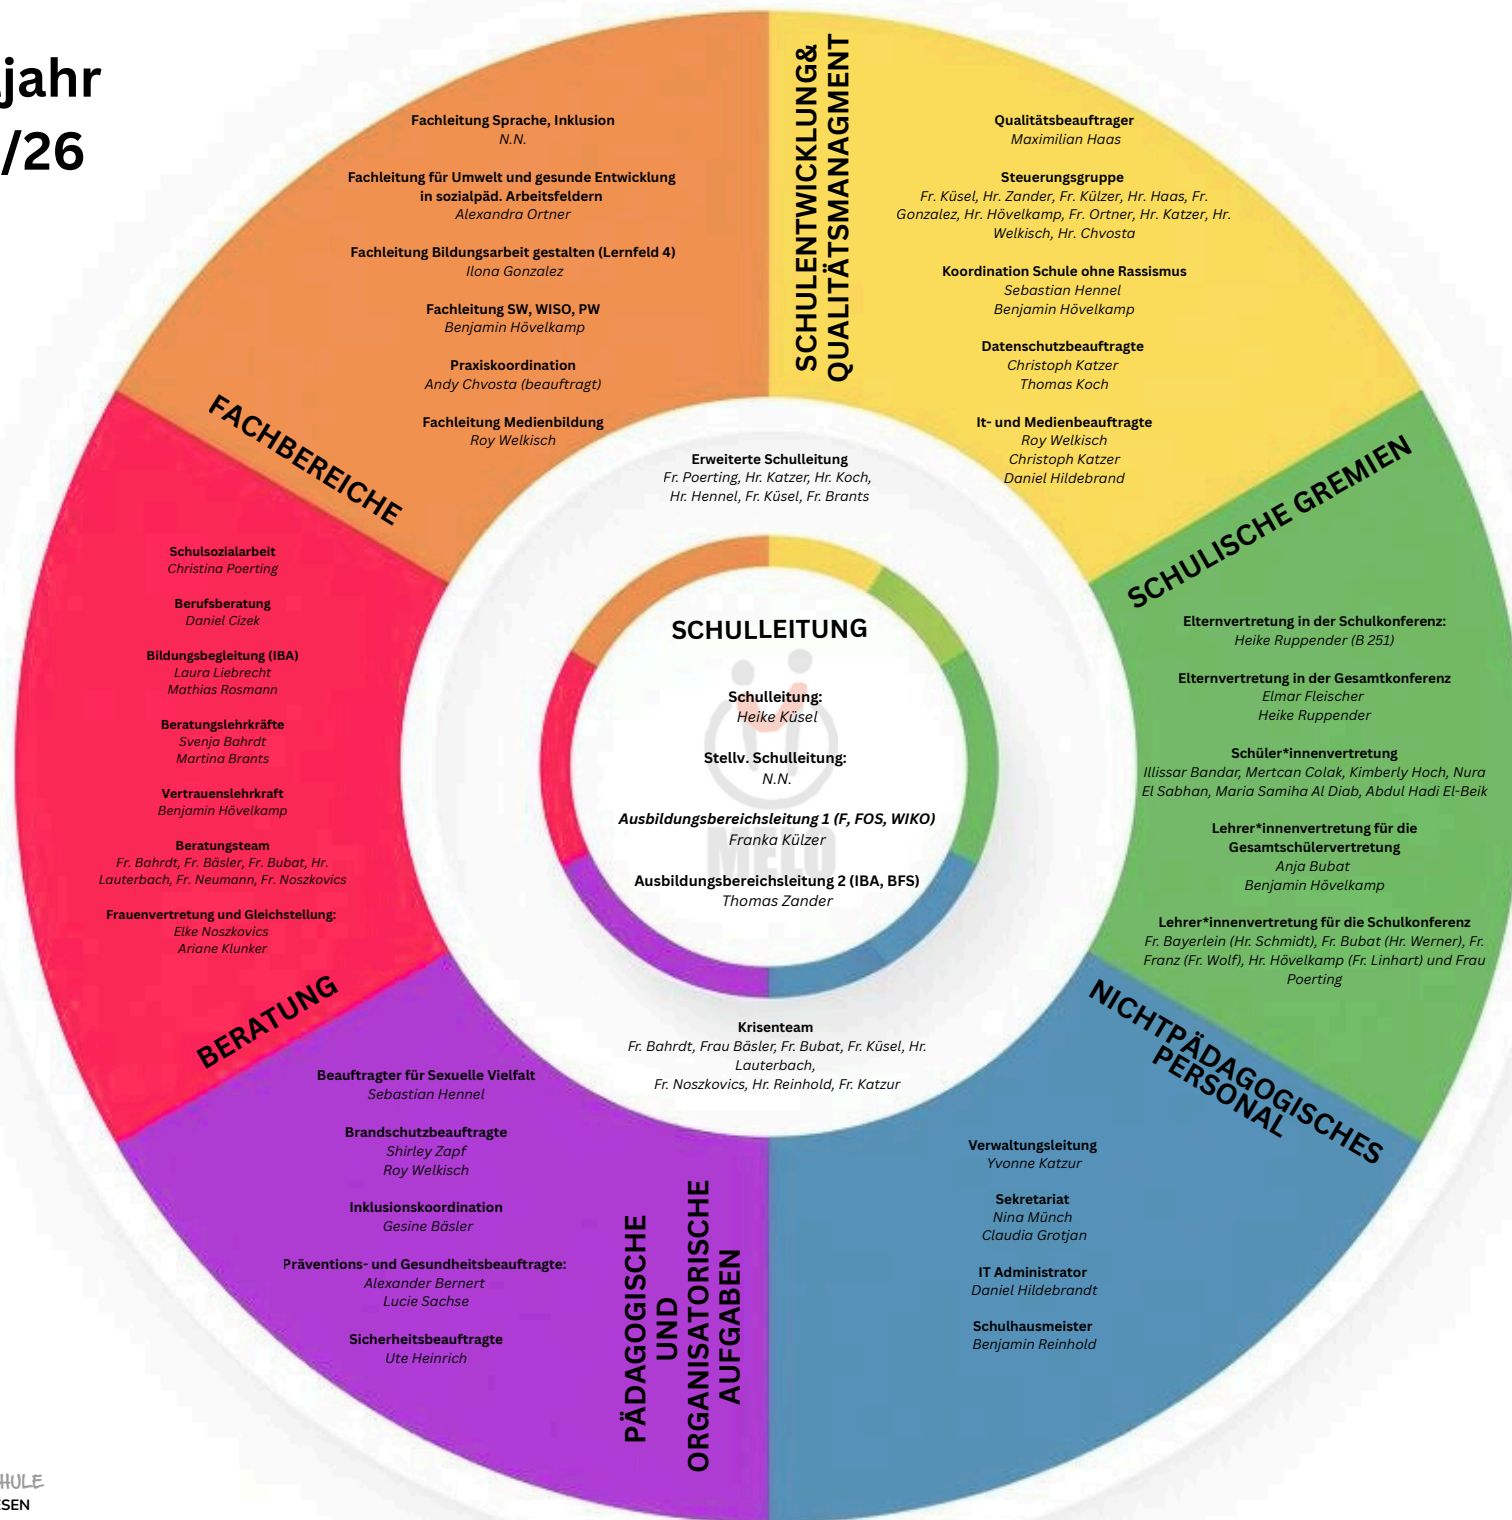 jahr
/26
FACHBEREICHE
Fachleitung Sprache, Inklusion
N.N.
Fachleitung für Umwelt und gesunde Entwicklung
in sozialpäd. Arbeitsfeldern
Alexandra Ortner
Fachleitung Bildungsarbeit gestalten (Lernfeld 4)
Ilona Gonzalez
Fachleitung SW, WISO, PW
Benjamin Hövelkamp
Praxiskoordination
Andy Chvosta (beauftragt)
Fachleitung Medienbildung
Roy Welkisch
SCHULENTWICKLUNG&
QUALITÄTSMANAGMENT
Qualitätsbeauftrager
Maximilian Haas
Steuerungsgruppe
Fr. Küsel, Hr. Zander, Fr. Külzer, Hr. Haas, Fr.
Gonzalez, Hr. Hövelkamp, Fr. Ortner, Hr. Katzer, Hr.
Welkisch, Hr. Chvosta
Koordination Schule ohne Rassismus
Sebastian Hennel
Benjamin Hövelkamp
Datenschutzbeauftragte
Christoph Katzer
Thomas Koch
It- und Medienbeauftragte
Roy Welkisch
Christoph Katzer
Daniel Hildebrand
SCHULISCHE GREMIEN
Elternvertretung in der Schulkonferenz:
Heike Ruppender (B 251)
Elternvertretung in der Gesamtkonferenz
Elmar Fleischer
Heike Ruppender
Schüler*innenvertretung
Illissar Bandar, Mertcan Colak, Kimberly Hoch, Nura
El Sabhan, Maria Samiha Al Diab, Abdul Hadi El-Beik
Lehrer*innenvertretung für die
Gesamtschülervertretung
Anja Bubat
Benjamin Hövelkamp
Lehrer*innenvertretung für die Schulkonferenz
Fr. Bayerlein (Hr. Schmidt), Fr. Bubat (Hr. Werner), Fr.
Franz (Fr. Wolf), Hr. Hövelkamp (Fr. Linhart) und Frau
Poerting
NICHTPÄDAGOGISCHES
PERSONAL
Verwaltungsleitung
Yvonne Katzur
Sekretariat
Nina Münch
Claudia Grotjan
IT Administrator
Daniel Hildebrandt
Schulhausmeister
Benjamin Reinhold
PÄDAGOGISCHE
UND
ORGANISATORISCHE
AUFGABEN
Beauftragter für Sexuelle Vielfalt
Sebastian Hennel
Brandschutzbeauftragte
Shirley Zapf
Roy Welkisch
Inklusionskoordination
Gesine Bäsler
Präventions- und Gesundheitsbeauftragte:
Alexander Bernert
Lucie Sachse
Sicherheitsbeauftragte
Ute Heinrich
BERATUNG
Schulsozialarbeit
Christina Poerting
Berufsberatung
Daniel Cizek
Bildungsbegleitung (IBA)
Laura Liebrecht
Mathias Rosmann
Beratungslehrkräfte
Svenja Bahrdt
Martina Brants
Vertrauenslehrkraft
Benjamin Hövelkamp
Beratungsteam
Fr. Bahrdt, Fr. Bäsler, Fr. Bubat, Hr.
Lauterbach, Fr. Neumann, Fr. Noszkovics
Frauenvertretung und Gleichstellung:
Elke Noszkovics
Ariane Klunker
Erweiterte Schulleitung
Fr. Poerting, Hr. Katzer, Hr. Koch,
Hr. Hennel, Fr. Küsel, Fr. Brants
SCHULLEITUNG
Schulleitung:
Heike Küsel
Stellv. Schulleitung:
N.N.
Ausbildungsbereichsleitung 1 (F, FOS, WIKO)
Franka Külzer
MELO
Ausbildungsbereichsleitung 2 (IBA, BFS)
Thomas Zander
Krisenteam
Fr. Bahrdt, Frau Bäsler, Fr. Bubat, Fr. Küsel, Hr.
Lauterbach,
Fr. Noszkovics, Hr. Reinhold, Fr. Katzur
HULE
ESEN